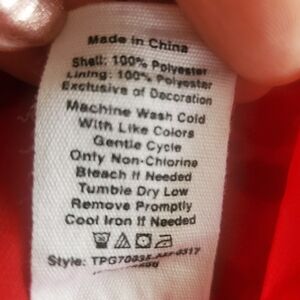 Made in China
Shell: 100% Polyester
Lining: 100% Polyester
Exclusive of Decoration
Machine Wash Cold
With Like Colors
Gentle Cycle
Only Non-Chlorine
Bleach If Needed
Tumble Dry Low
Remove Promptly
Cool Iron If Needed
Style: